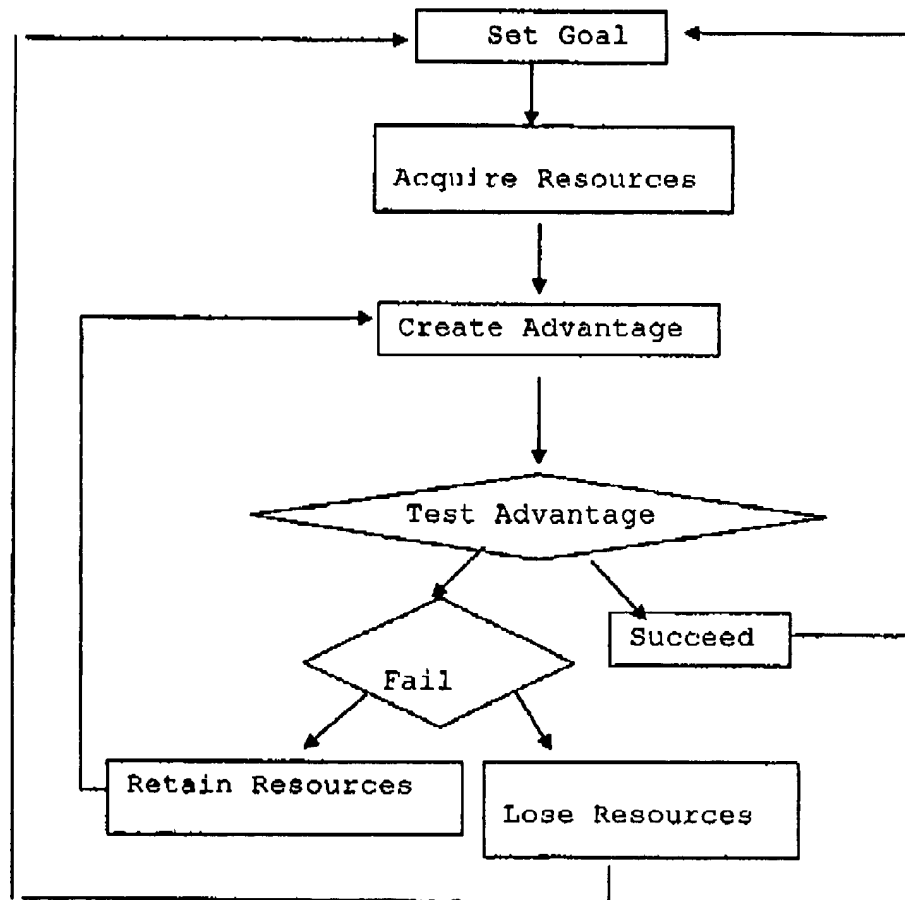 Set Goal
Acquire Resources
Create Advantage
Test Advantage
Succeed
Fail
Retain Resources
Lose Resources